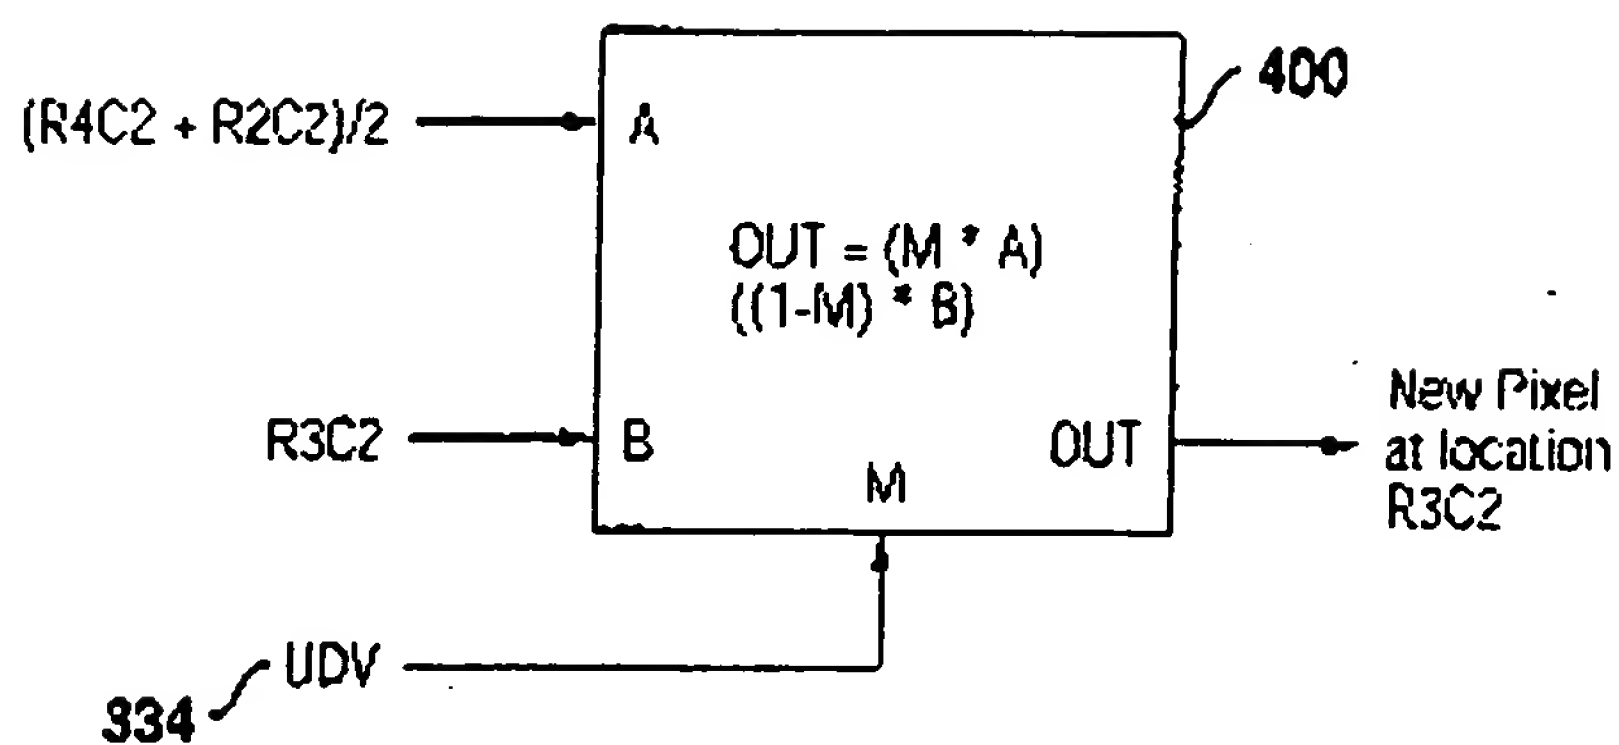 400
(R4C2 + R2C2)/2
A
OUT = (M * A)
((1-M) * B)
R3C2
B
OUT
M
New Pixel
at location
R3C2
UDV
334